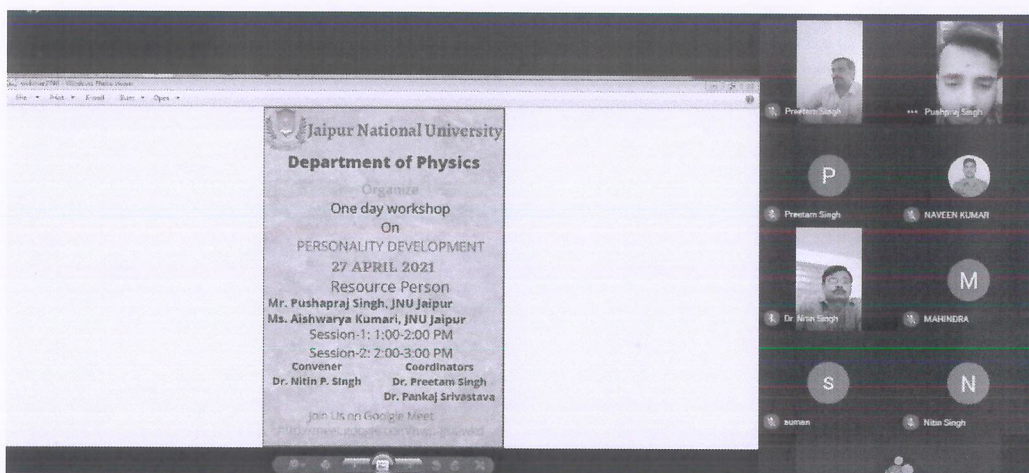 Windows Photo Viewer
File Print E-mail Burn Open
Jaipur National University
Department of Physics
Organize
One day workshop
On
PERSONALITY DEVELOPMENT
27 APRIL 2021
Resource Person
Mr. Pushapraj Singh, JNU Jaipur
Ms. Aishwarya Kumari, JNU Jaipur
Session-1: 1:00-2:00 PM
Session-2: 2:00-3:00 PM
Convener Coordinators
Dr. Nitin P. Singh Dr. Preetam Singh
Dr. Pankaj Srivastava
Join Us on Google Meet
Preetam Singh
Pushpraj Singh
P
Preetam Singh
NAVEEN KUMAR
Dr. Nitin Singh
M
MAHINDRA
S
suman
N
Nitin Singh